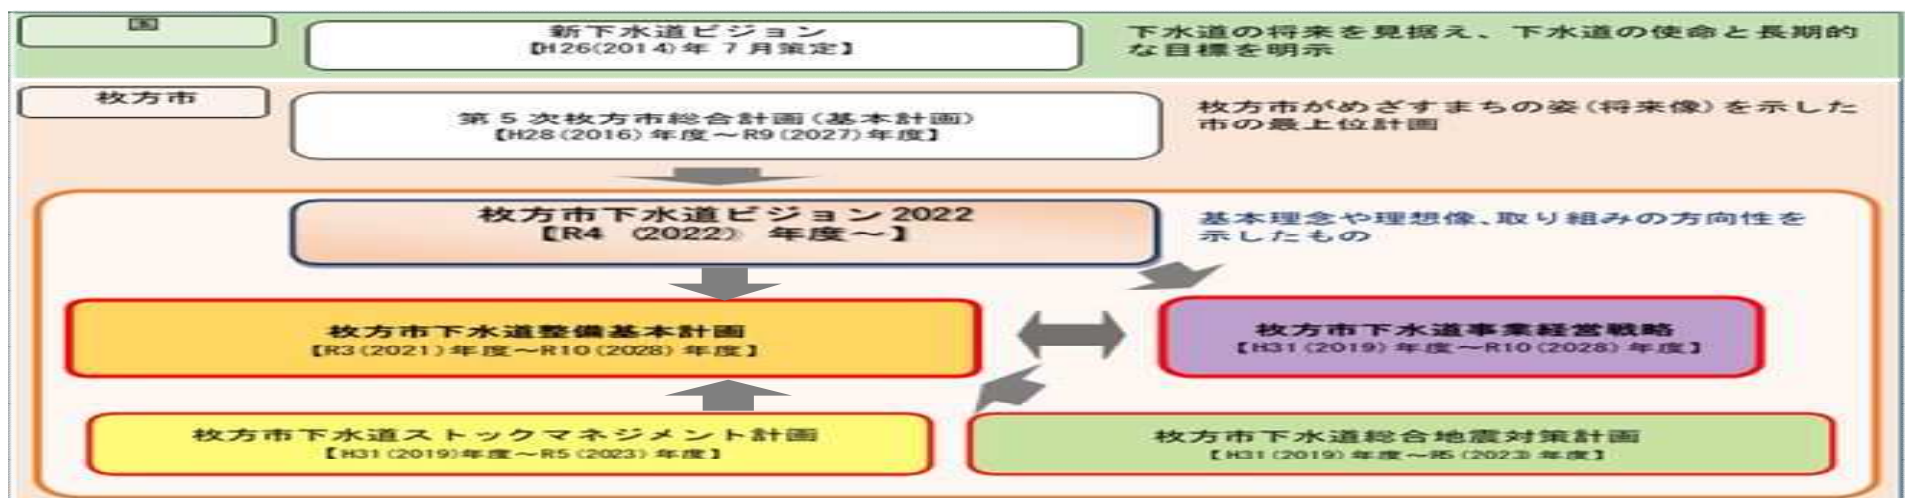 国
新下水道ビジョン
【H26(2014)年 7月策定】
下水道の将来を見据え、下水道の使命と長期的
な目標を明示
枚方市
第5次枚方市総合計画(基本計画)
【H28(2016)年度～R9(2027)年度】
枚方市がめざすまちの姿(将来像)を示した
市の最上位計画
枚方市下水道ビジョン2022
【R4 (2022) 年度～】
基本理念や理想像、取り組みの方向性を
示したもの
枚方市下水道整備基本計画
【R3(2021)年度～R10(2028)年度】
枚方市下水道事業経営戦略
【H31(2019)年度～R10(2028)年度】
枚方市下水道ストックマネジメント計画
【H31(2019)年度～R5(2023)年度】
枚方市下水道総合地震対策計画
【H31(2019)年度～R5(2023)年度】